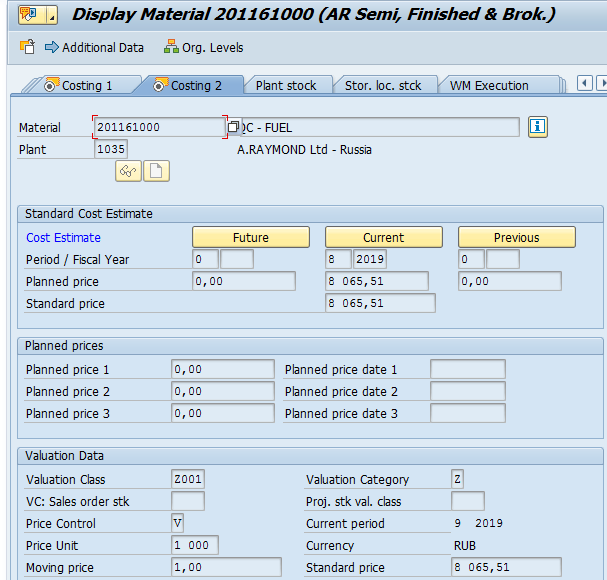 Display Material 201161000 (AR Semi, Finished & Brok.)
Additional Data Org. Levels
Costing 1 Costing 2 Plant stock Stor. loc. stck WM Execution
Material 201161000 QC - FUEL
Plant 1035 A.RAYMOND Ltd - Russia
Standard Cost Estimate
Cost Estimate Future Current Previous
Period / Fiscal Year 0 8 2019 0
Planned price 0,00 8 065,51 0,00
Standard price 8 065,51
Planned prices
Planned price 1 0,00 Planned price date 1
Planned price 2 0,00 Planned price date 2
Planned price 3 0,00 Planned price date 3
Valuation Data
Valuation Class Z001 Valuation Category Z
VC: Sales order stk Proj. stk val. class
Price Control V Current period 9 2019
Price Unit 1 000 Currency RUB
Moving price 1,00 Standard price 8 065,51